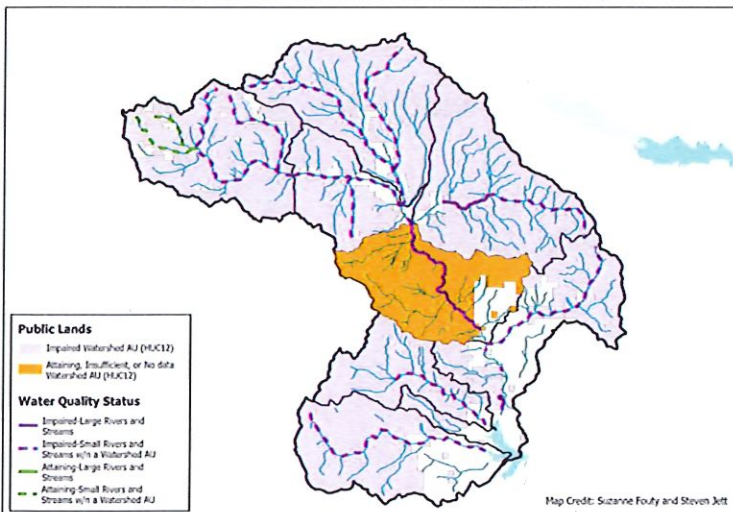 Public Lands
Impaired Watershed AU (HUC12)
Attaining, Insufficient, or No data
Watershed AU (HUC12)
Water Quality Status
Impaired-Large Rivers and
Streams
Impaired-Small Rivers and
Streams w/n a Watershed AU
Attaining-Large Rivers and
Streams
Attaining-Small Rivers and
Streams w/n a Watershed AU
Map Credit: Suzanne Fouty and Steven Jett